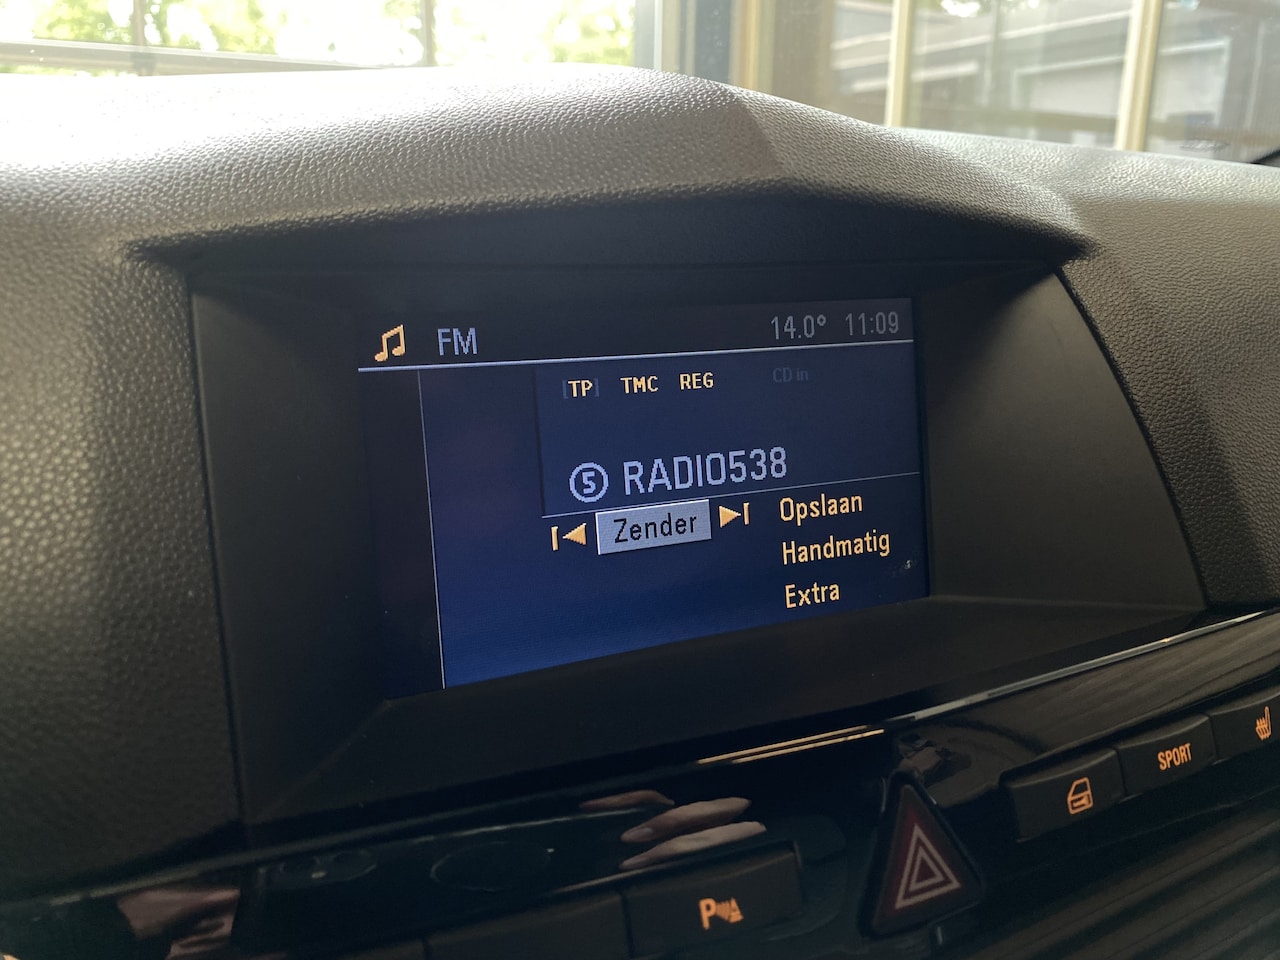 FM 14.0° 11:09
[TP] TMC REG CD in
5 RADIO538
Zender Opslaan
Handmatig
Extra
SPORT
P